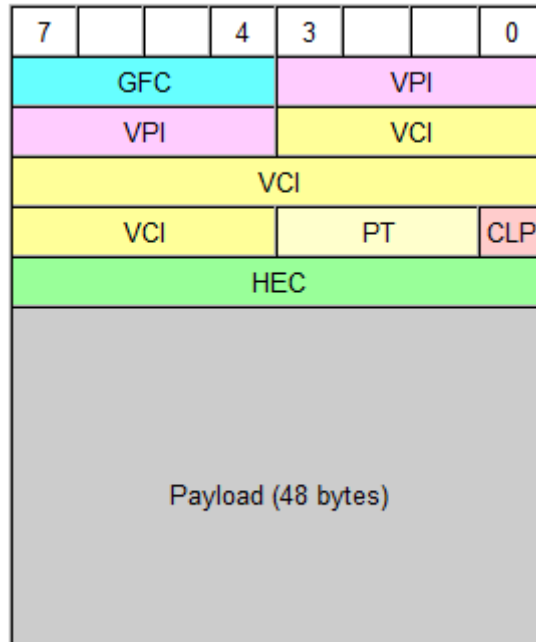 7 4 3 0
GFC VPI
VPI VCI
VCI
VCI PT CLP
HEC
Payload (48 bytes)